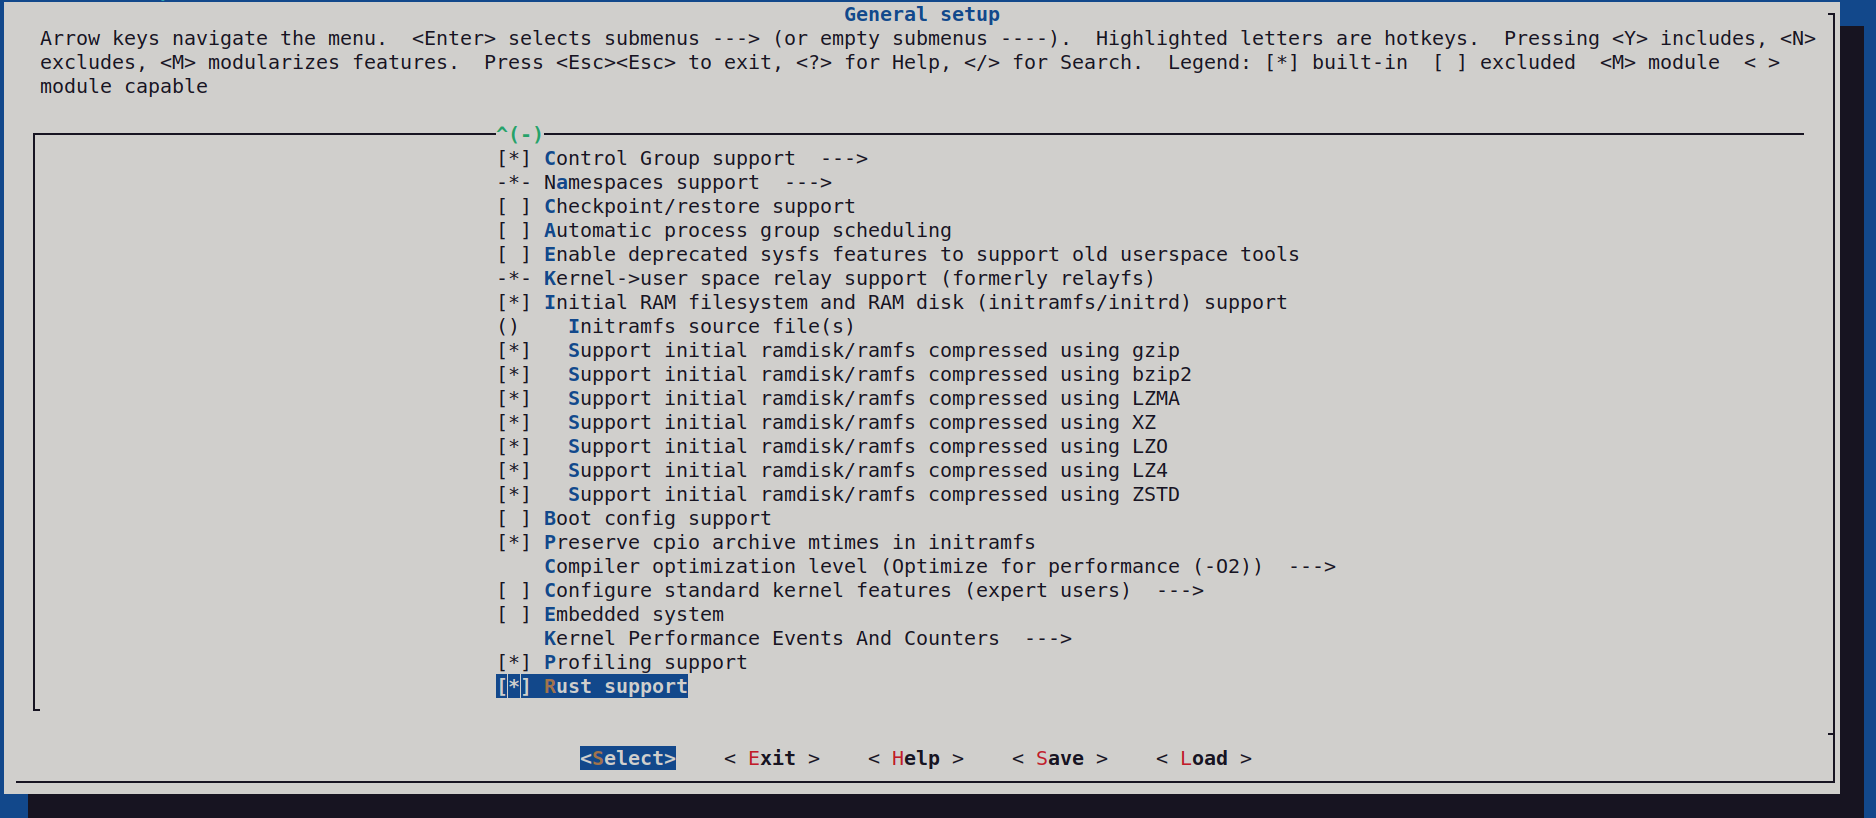 General setup
Arrow keys navigate the menu.  <Enter> selects submenus ---> (or empty submenus ----).  Highlighted letters are hotkeys.  Pressing <Y> includes, <N>
excludes, <M> modularizes features.  Press <Esc><Esc> to exit, <?> for Help, </> for Search.  Legend: [*] built-in  [ ] excluded  <M> module  < >
module capable
^(-)
[*] Control Group support  --->
-*- Namespaces support  --->
[ ] Checkpoint/restore support
[ ] Automatic process group scheduling
[ ] Enable deprecated sysfs features to support old userspace tools
-*- Kernel->user space relay support (formerly relayfs)
[*] Initial RAM filesystem and RAM disk (initramfs/initrd) support
()    Initramfs source file(s)
[*]   Support initial ramdisk/ramfs compressed using gzip
[*]   Support initial ramdisk/ramfs compressed using bzip2
[*]   Support initial ramdisk/ramfs compressed using LZMA
[*]   Support initial ramdisk/ramfs compressed using XZ
[*]   Support initial ramdisk/ramfs compressed using LZO
[*]   Support initial ramdisk/ramfs compressed using LZ4
[*]   Support initial ramdisk/ramfs compressed using ZSTD
[ ] Boot config support
[*] Preserve cpio archive mtimes in initramfs
    Compiler optimization level (Optimize for performance (-O2))  --->
[ ] Configure standard kernel features (expert users)  --->
[ ] Embedded system
    Kernel Performance Events And Counters  --->
[*] Profiling support
[*] Rust support
<Select>    < Exit >    < Help >    < Save >    < Load >